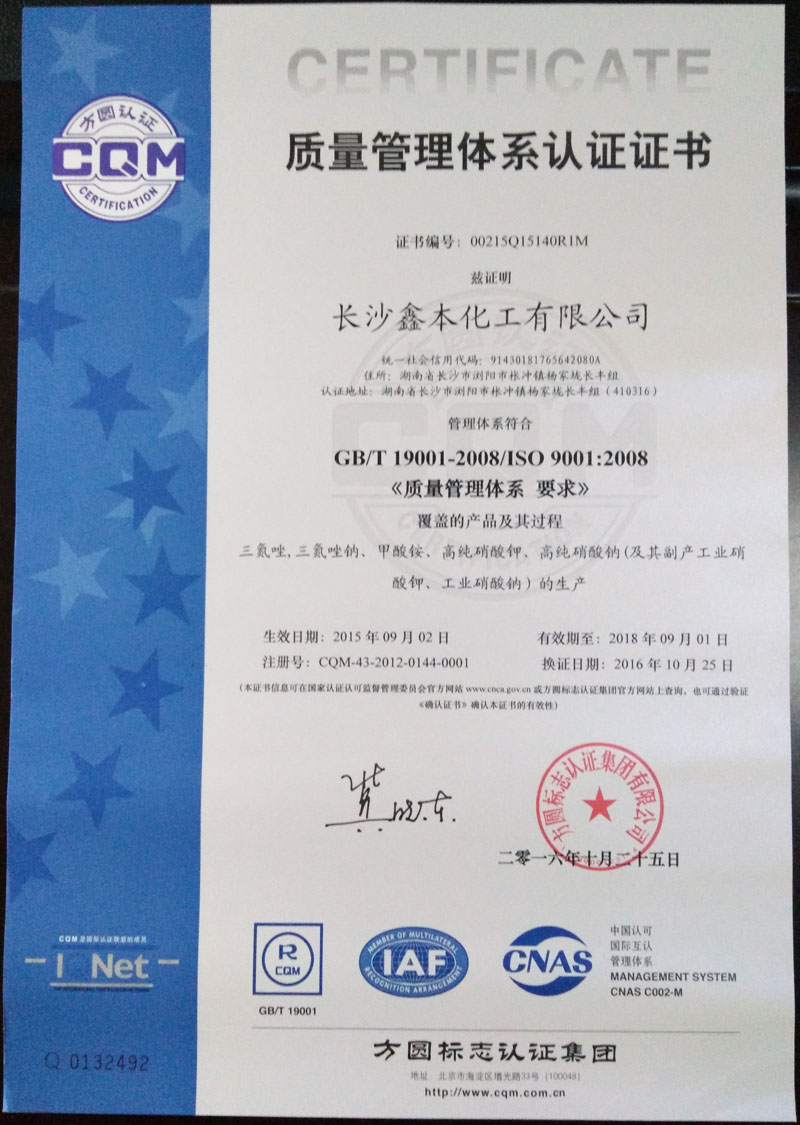 CERTIFICATE
方圆认证
CQM
CERTIFICATION
质量管理体系认证证书
证书编号：00215Q15140R1M
兹证明
长沙鑫本化工有限公司
统一社会信用代码：91430181765642080A
住所：湖南省长沙市浏阳市枨冲镇杨家垅长丰组
认证地址：湖南省长沙市浏阳市枨冲镇杨家垅长丰组（410316）
管理体系符合
GB/T 19001-2008/ISO 9001:2008
《质量管理体系 要求》
覆盖的产品及其过程
三氮唑,三氮唑钠、甲酸铵、高纯硝酸钾、高纯硝酸钠(及其副产工业硝
酸钾、工业硝酸钠）的生产
生效日期：2015 年 09 月 02 日
有效期至：2018 年 09 月 01 日
注册号：CQM-43-2012-0144-0001
换证日期：2016 年 10 月 25 日
(本证书信息可在国家认证认可监督管理委员会官方网站 www.cnca.gov.cn 或方圆标志认证集团官方网站上查询，也可通过验证
《确认证书》确认本证书的有效性)
方圆标志认证集团有限公司
二零一六年十月二十五日
CQM 是国际认证联盟的成员
I Net
R
CQM
GB/T 19001
MEMBER OF MULTILATERAL
IAF
RECOGNITION ARRANGEMENT
CNAS
中国认可
国际互认
管理体系
MANAGEMENT SYSTEM
CNAS C002-M
Q 0132492
方圆标志认证集团
地址 北京市海淀区增光路33号（100048）
http://www.cqm.com.cn